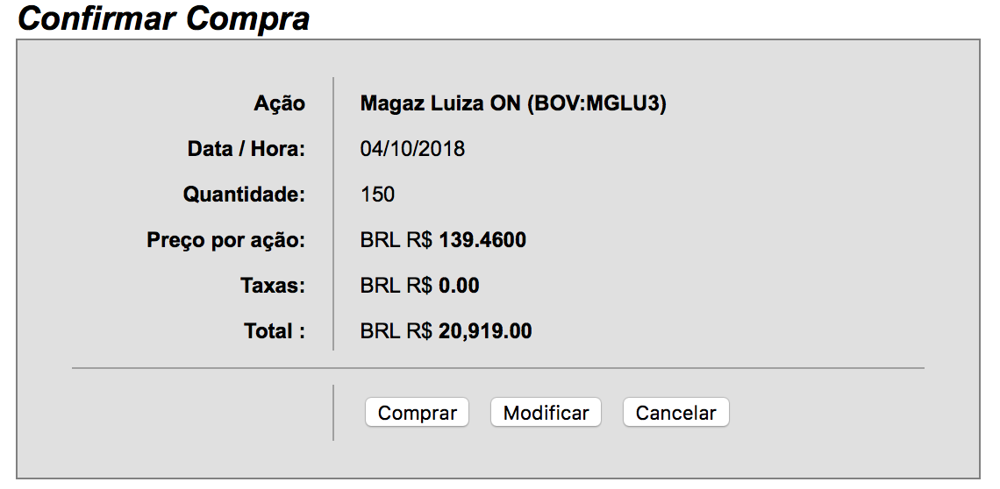 Confirmar Compra
Ação Magaz Luiza ON (BOV:MGLU3)
Data / Hora: 04/10/2018
Quantidade: 150
Preço por ação: BRL R$ 139.4600
Taxas: BRL R$ 0.00
Total : BRL R$ 20,919.00
Comprar Modificar Cancelar